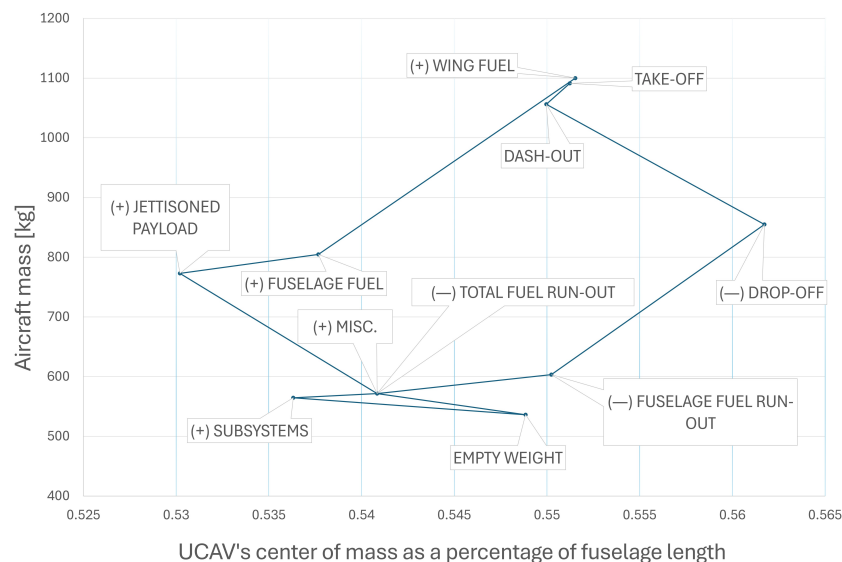 1200
1100
1000
900
800
700
600
500
400
Aircraft mass [kg]
(+) WING FUEL
TAKE-OFF
DASH-OUT
(+) JETTISONED
PAYLOAD
(+) FUSELAGE FUEL
(—) TOTAL FUEL RUN-OUT
(—) DROP-OFF
(+) MISC.
(—) FUSELAGE FUEL RUN-
OUT
(+) SUBSYSTEMS
EMPTY WEIGHT
0.525
0.53
0.535
0.54
0.545
0.55
0.555
0.56
0.565
UCAV's center of mass as a percentage of fuselage length